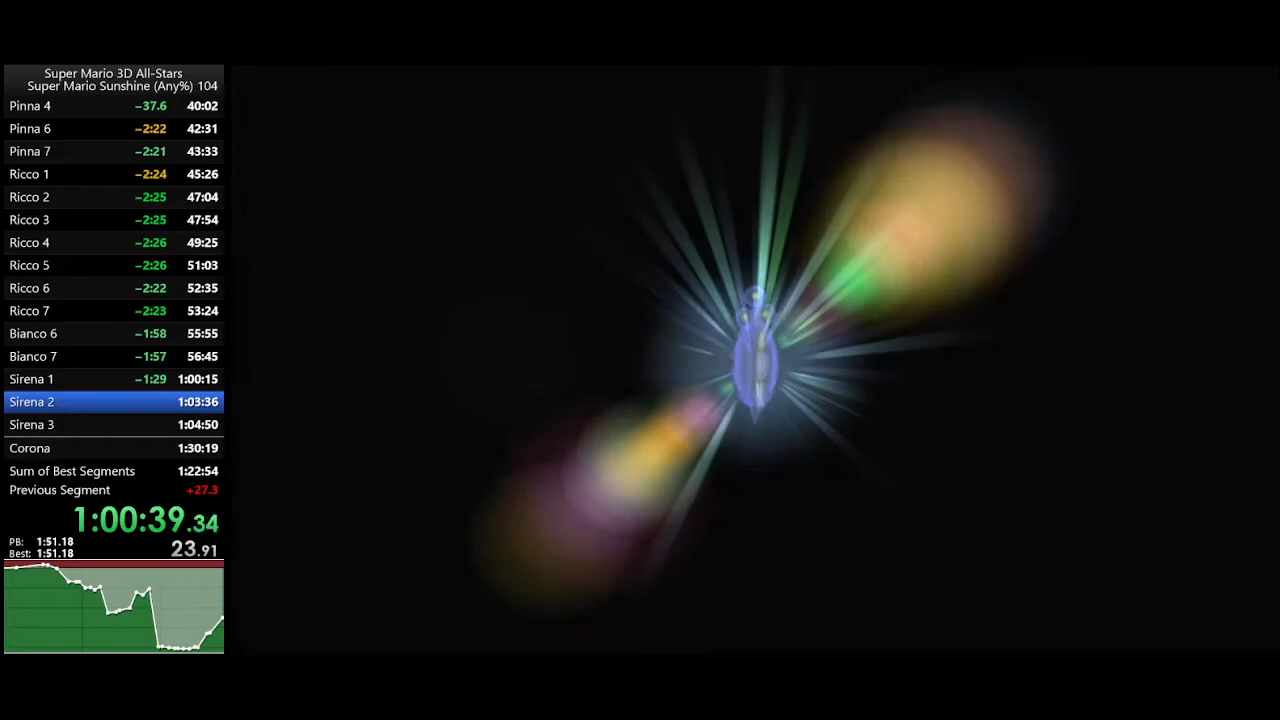 Super Mario 3D All-Stars
Super Mario Sunshine (Any%) 104
Pinna 4 −37.6 40:02
Pinna 6 −2:22 42:31
Pinna 7 −2:21 43:33
Ricco 1 −2:24 45:26
Ricco 2 −2:25 47:04
Ricco 3 −2:25 47:54
Ricco 4 −2:26 49:25
Ricco 5 −2:26 51:03
Ricco 6 −2:22 52:35
Ricco 7 −2:23 53:24
Bianco 6 −1:58 55:55
Bianco 7 −1:57 56:45
Sirena 1 −1:29 1:00:15
Sirena 2 1:03:36
Sirena 3 1:04:50
Corona 1:30:19
Sum of Best Segments 1:22:54
Previous Segment +27.3
1:00:39.34
PB: 1:51.18
Best: 1:51.18 23.91